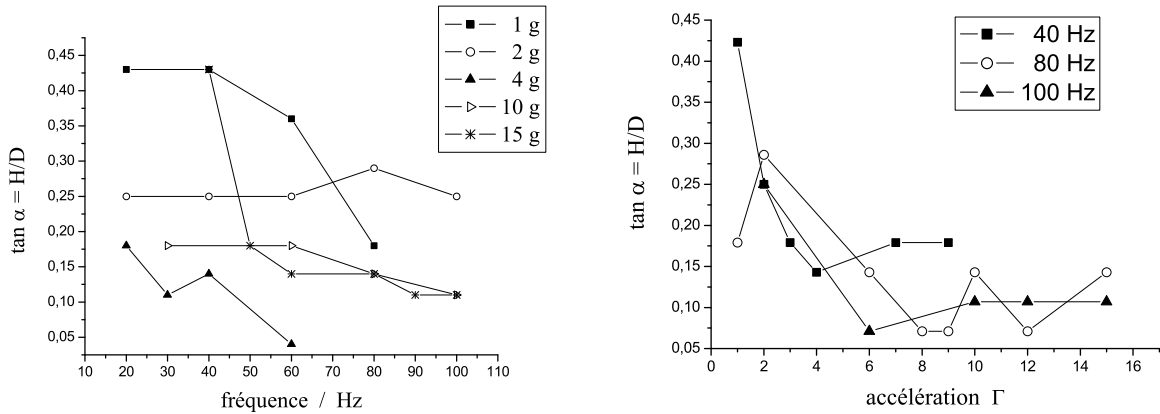 1 g
2 g
4 g
10 g
15 g
0,45
0,40
0,35
0,30
0,25
0,20
0,15
0,10
0,05
10 20 30 40 50 60 70 80 90 100 110
tan α = H/D
fréquence / Hz
40 Hz
80 Hz
100 Hz
0,45
0,40
0,35
0,30
0,25
0,20
0,15
0,10
0,05
0 2 4 6 8 10 12 14 16
tan α = H/D
accélération Γ